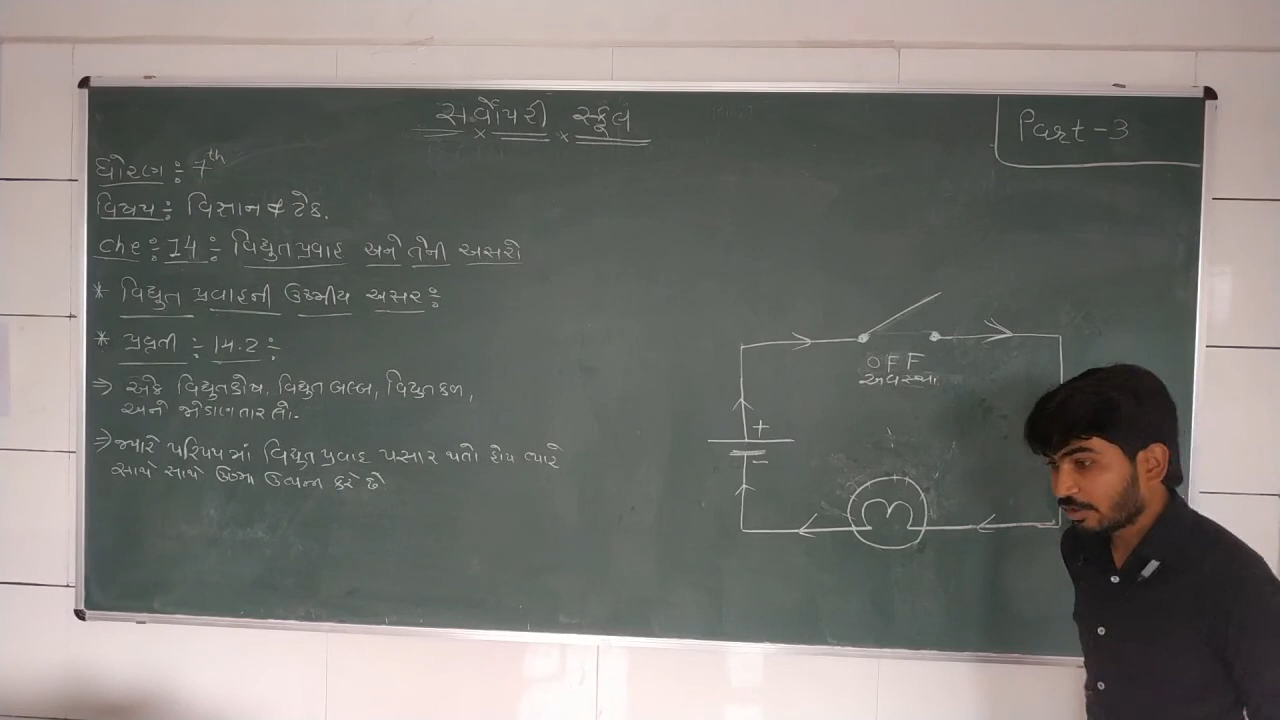 સર્વોપરી સ્કૂલ
Part-3
ધોરણ : 7th
વિષય : વિજ્ઞાન & ટેક.
Che : 14 : વિદ્યુતપ્રવાહ અને તેની અસરો
* વિદ્યુત પ્રવાહની ઉષ્મીય અસર :
* પ્રવૃતી : 14.2 :
⇒ એક વિદ્યુતકોષ, વિદ્યુત બલ્બ, વિદ્યુતકળ,
અને જોડાણતાર લો.
⇒ જ્યારે પરિપથમાં વિદ્યુતપ્રવાહ પસાર થતો હોય ત્યારે
સાથે સાથે ઉષ્મા ઉત્પન્ન કરે છે
OFF
અવસ્થા
+
-